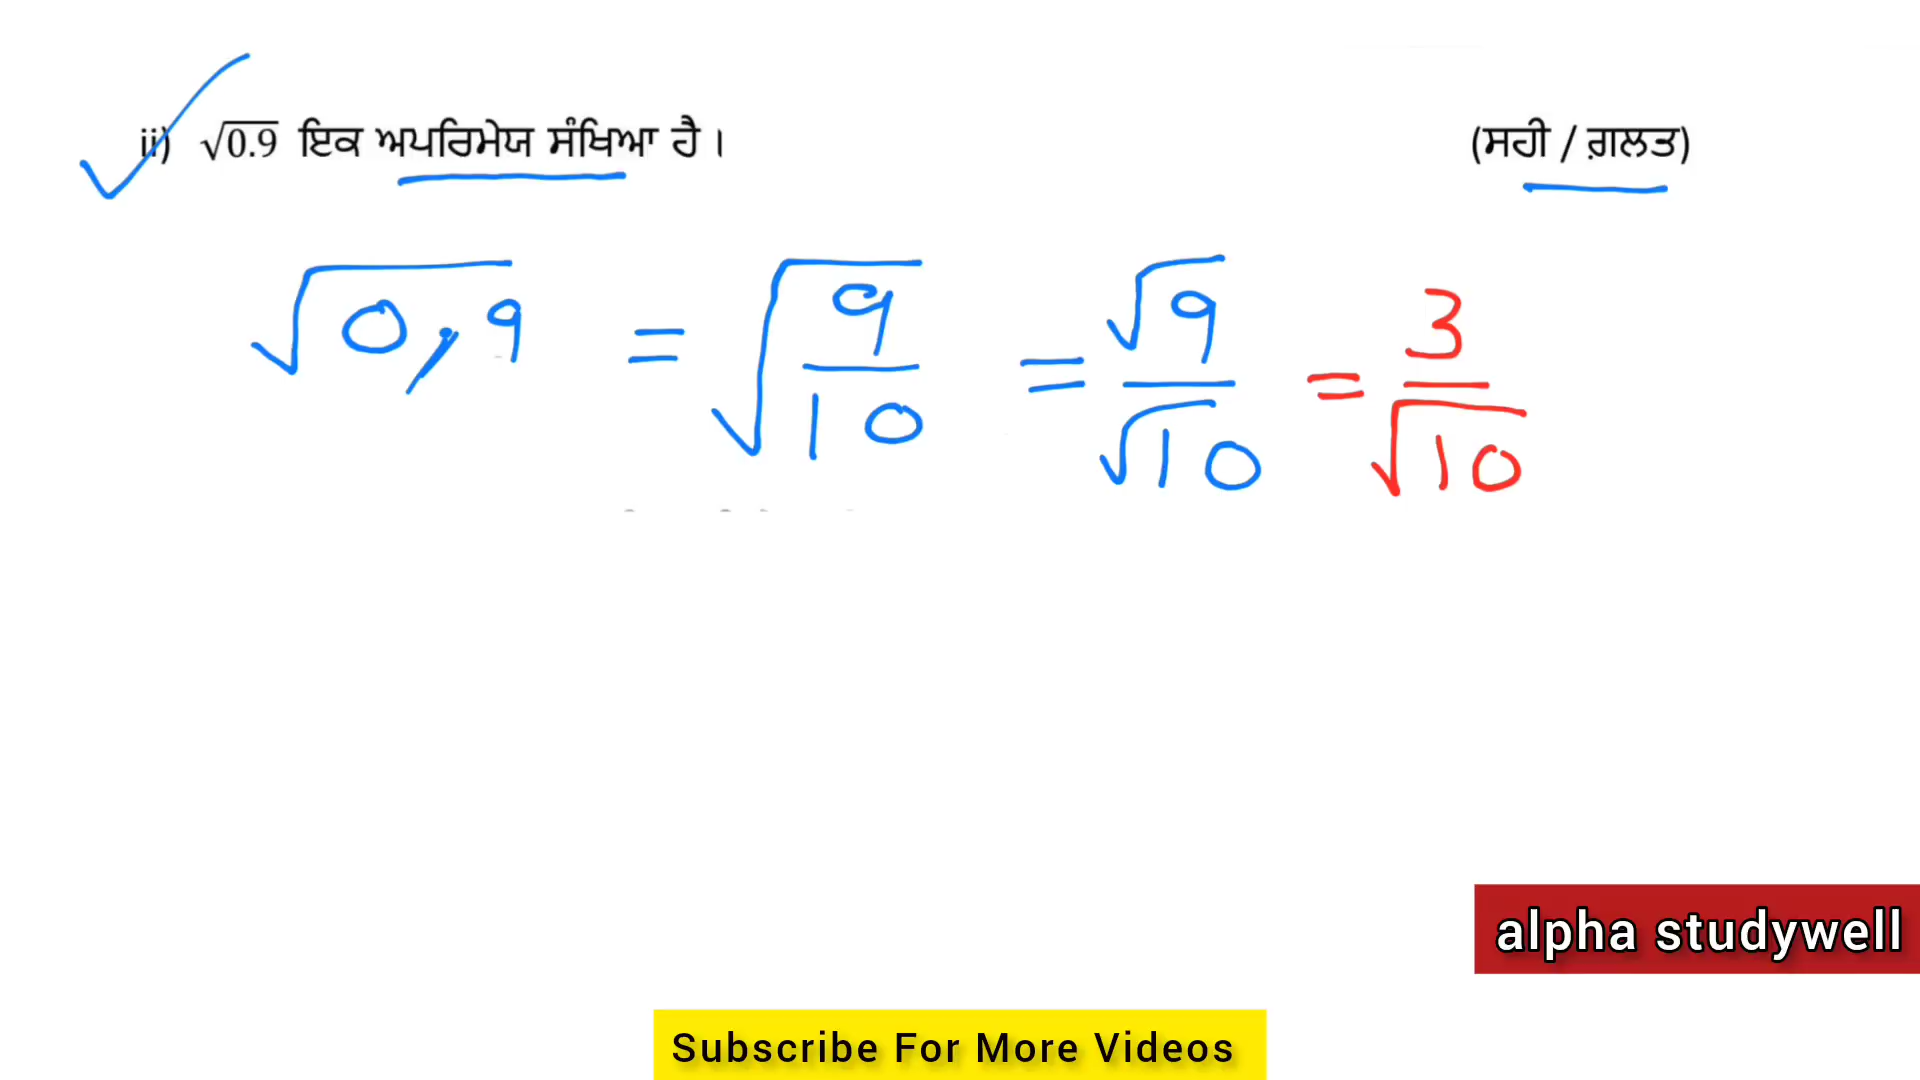 ii) √0.9 ਇਕ ਅਪਰਿਮੇਯ ਸੰਖਿਆ ਹੈ। (ਸਹੀ / ਗ਼ਲਤ)
√0,9 = √(9/10) = √9/√10 = 3/√10
alpha studywell
Subscribe For More Videos